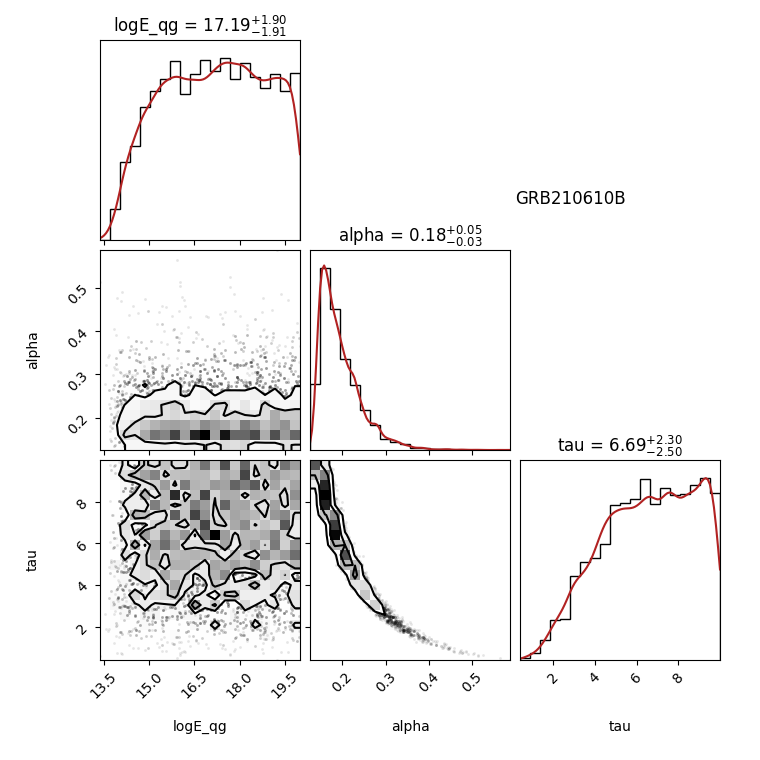 logE_qg = 17.19+1.90−1.91
GRB210610B
alpha = 0.18+0.05−0.03
0.5
0.4
0.3
0.2
alpha
tau = 6.69+2.30−2.50
8
6
4
2
tau
13.5 15.0 16.5 18.0 19.5
0.2 0.3 0.4 0.5
2 4 6 8
logE_qg
alpha
tau